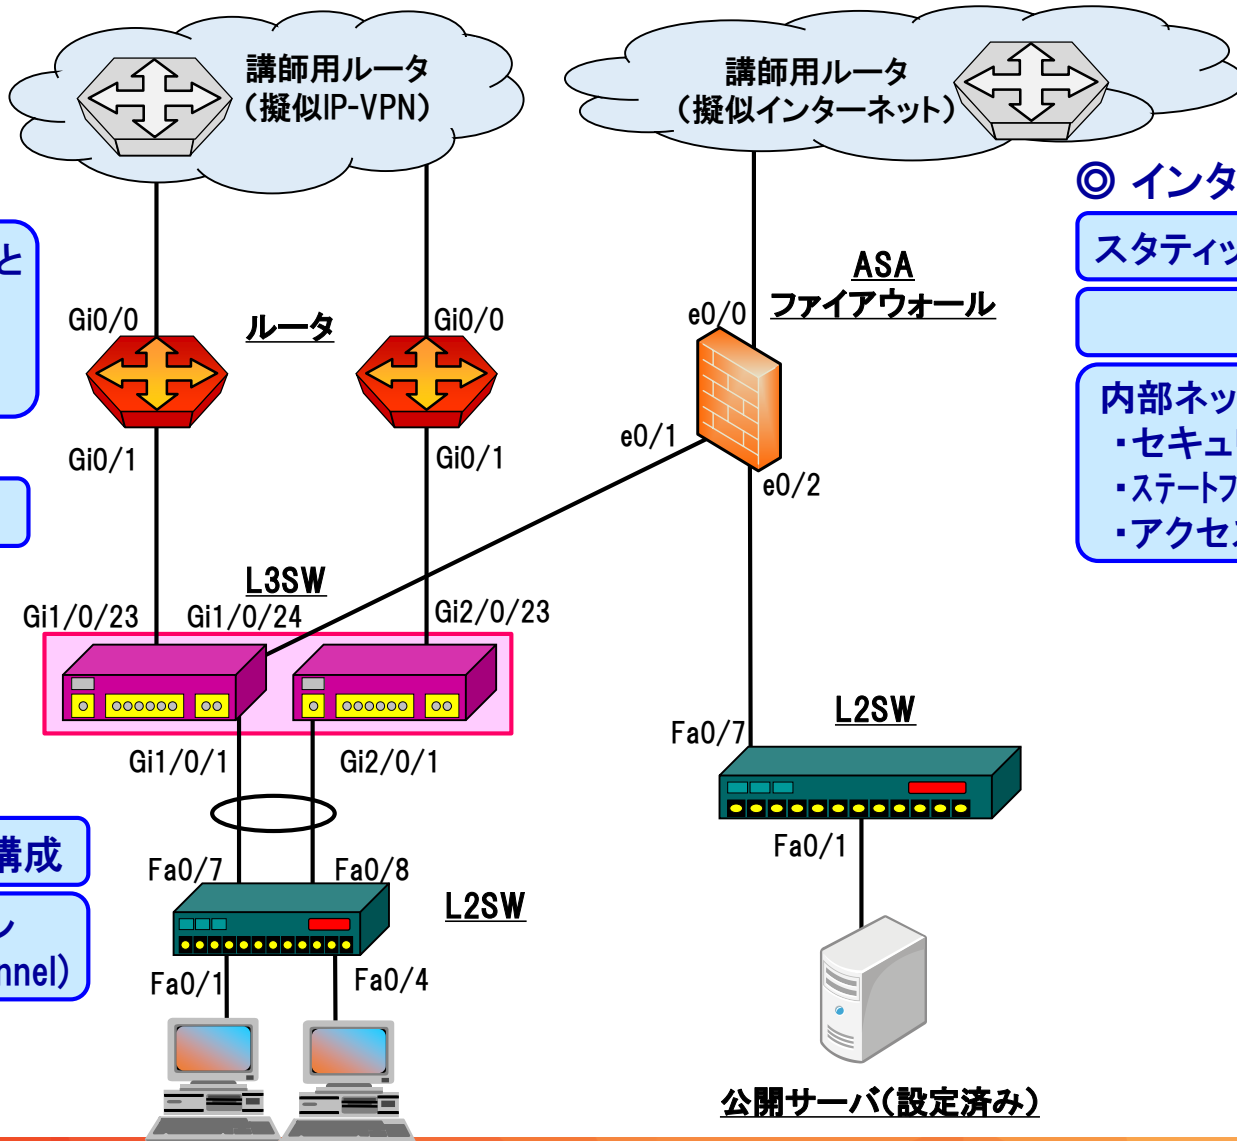 講師用ルータ
（擬似IP-VPN）
講師用ルータ
（擬似インターネット）
◎ インタ
スタティッ
内部ネッ
・セキュ
・ステートフ
・アクセ
と
ASA
ファイアウォール
Gi0/0
ルータ
Gi0/0
e0/0
Gi0/1
Gi0/1
e0/1
e0/2
L3SW
Gi1/0/23
Gi1/0/24
Gi2/0/23
Gi1/0/1
Gi2/0/1
L2SW
Fa0/7
Fa0/1
構成
ン
nnel)
Fa0/7
Fa0/8
L2SW
Fa0/1
Fa0/4
公開サーバ（設定済み）